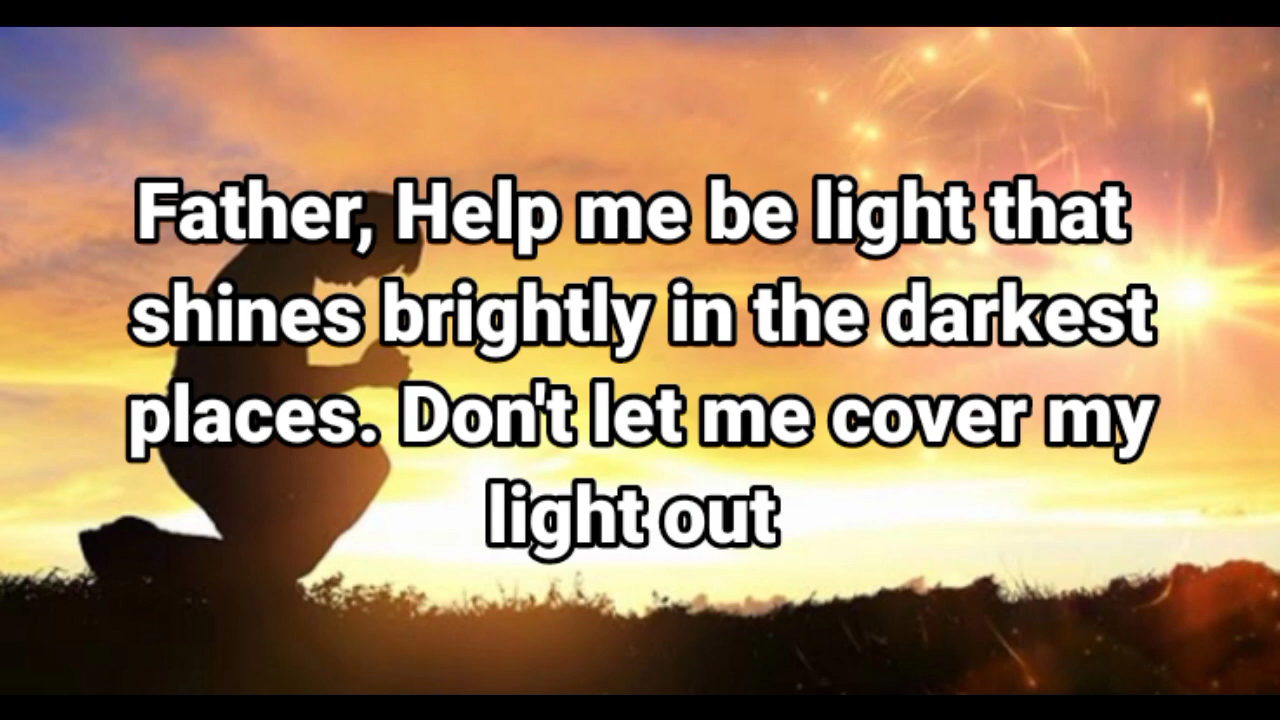 Father, Help me be light that
shines brightly in the darkest
places. Don't let me cover my
light out